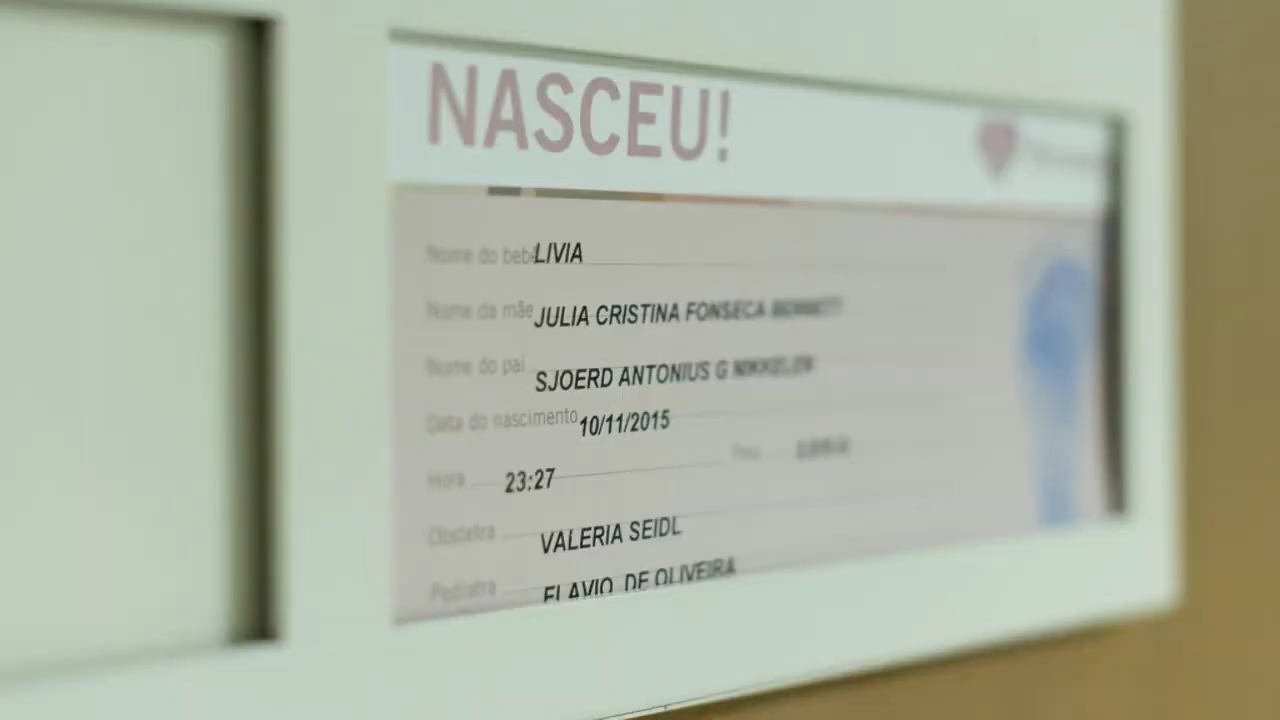 NASCEU!
Nome do bebê LIVIA
Nome da mãe JULIA CRISTINA FONSECA
Nome do pai SJOERD ANTONIUS G
Data do nascimento 10/11/2015
Hora 23:27 Peso
Obstetra VALERIA SEIDL
Pediatra FLAVIO DE OLIVEIRA